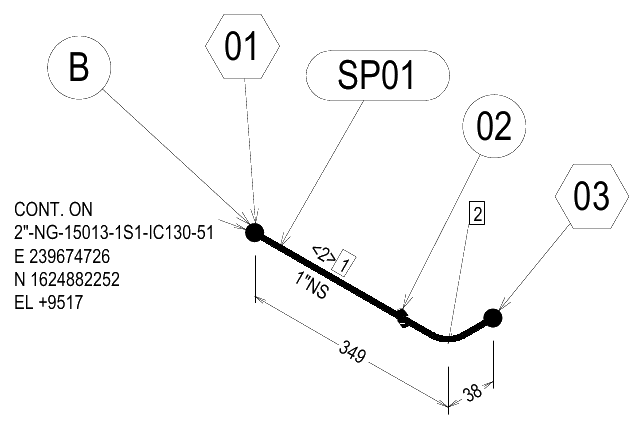 01
B
SP01
02
03
2
CONT. ON
2"-NG-15013-1S1-IC130-51
E 239674726
N 1624882252
EL +9517
<2> 1
1"NS
349
38